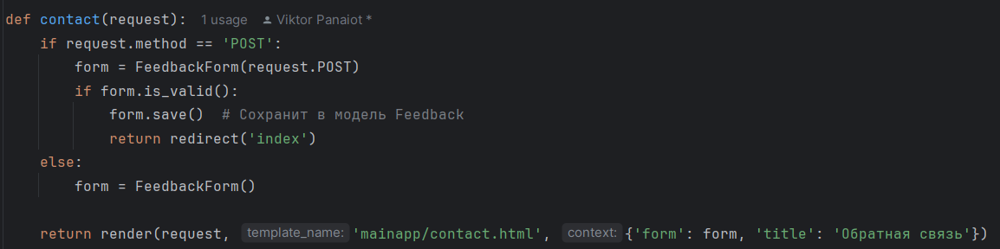 def contact(request): 1 usage Viktor Panaiot *
if request.method == 'POST':
form = FeedbackForm(request.POST)
if form.is_valid():
form.save() # Сохранит в модель Feedback
return redirect('index')
else:
form = FeedbackForm()
return render(request, template_name: 'mainapp/contact.html', context: {'form': form, 'title': 'Обратная связь'})